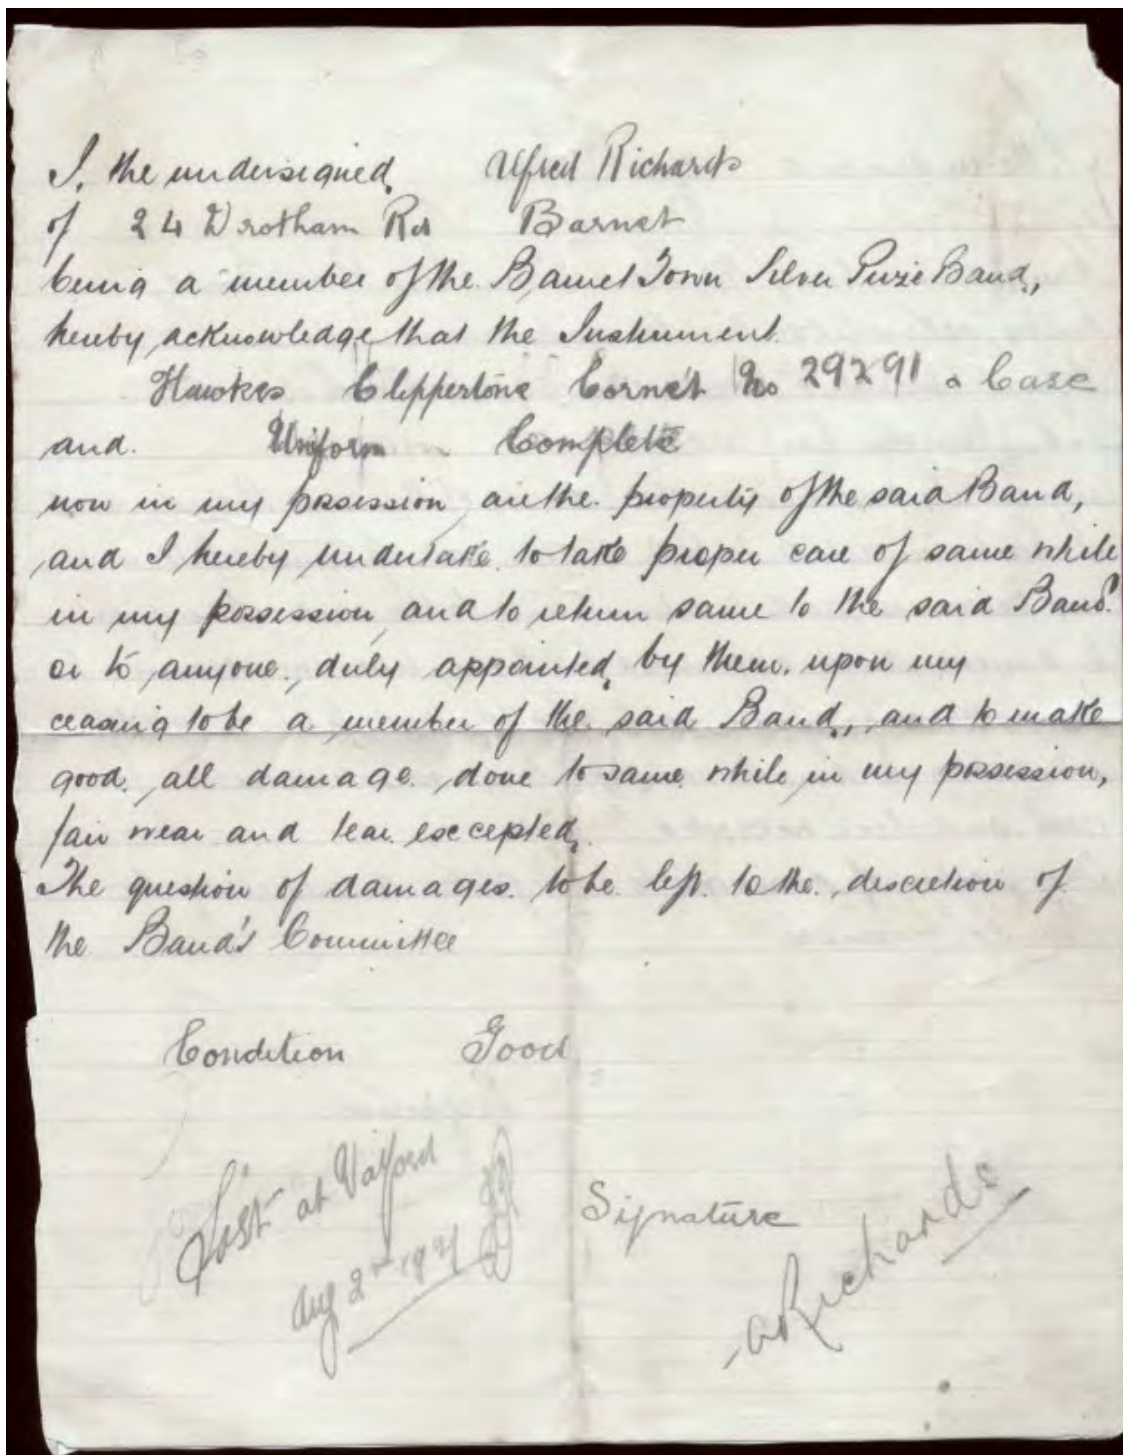 I, the undersigned, Alfred Richards
of 24 Wrotham Rd Barnet
being a member of the Barnet Town Silver Prize Band,
hereby acknowledge that the Instrument
Hawkes Clippertone Cornet No 29291 & Case
and Uniform Complete
now in my possession, are the property of the said Band,
and I hereby undertake to take proper care of same while
in my possession, and to return same to the said Band
or to anyone, duly appointed, by them, upon my
ceasing to be a member of the said Band, and to make
good, all damage done to same while in my possession,
fair wear and tear excepted.
The question of damages to be left to the discretion of
the Band's Committee
Condition Good
Lost at Watford
Aug 2nd
Signature
A Richards